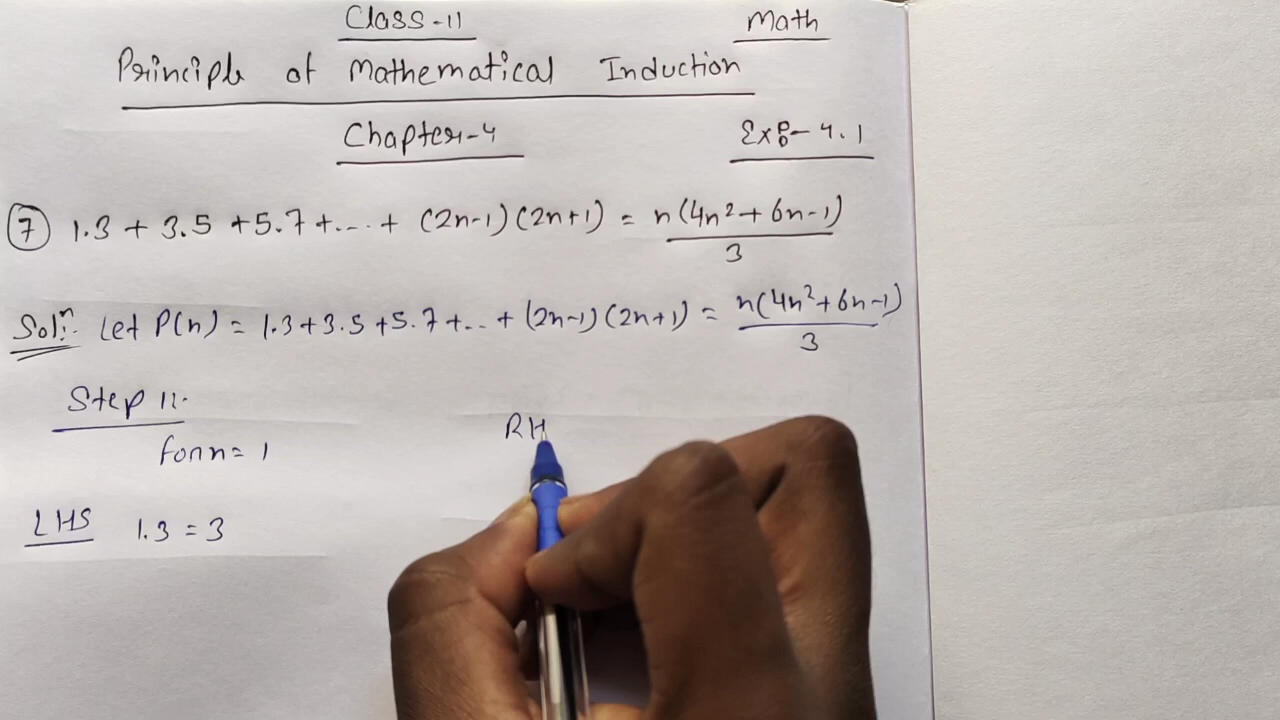 Class-11 Math
Principle of Mathematical Induction
Chapter-4 Exe- 4.1
7 1.3 + 3.5 + 5.7 + .... + (2n-1)(2n+1) = n(4n²+6n-1)/3
Soln:- Let P(n) = 1.3+3.5+5.7+... + (2n-1)(2n+1) = n(4n²+6n-1)/3
Step 1:-
for n = 1
RH
LHS 1.3 = 3